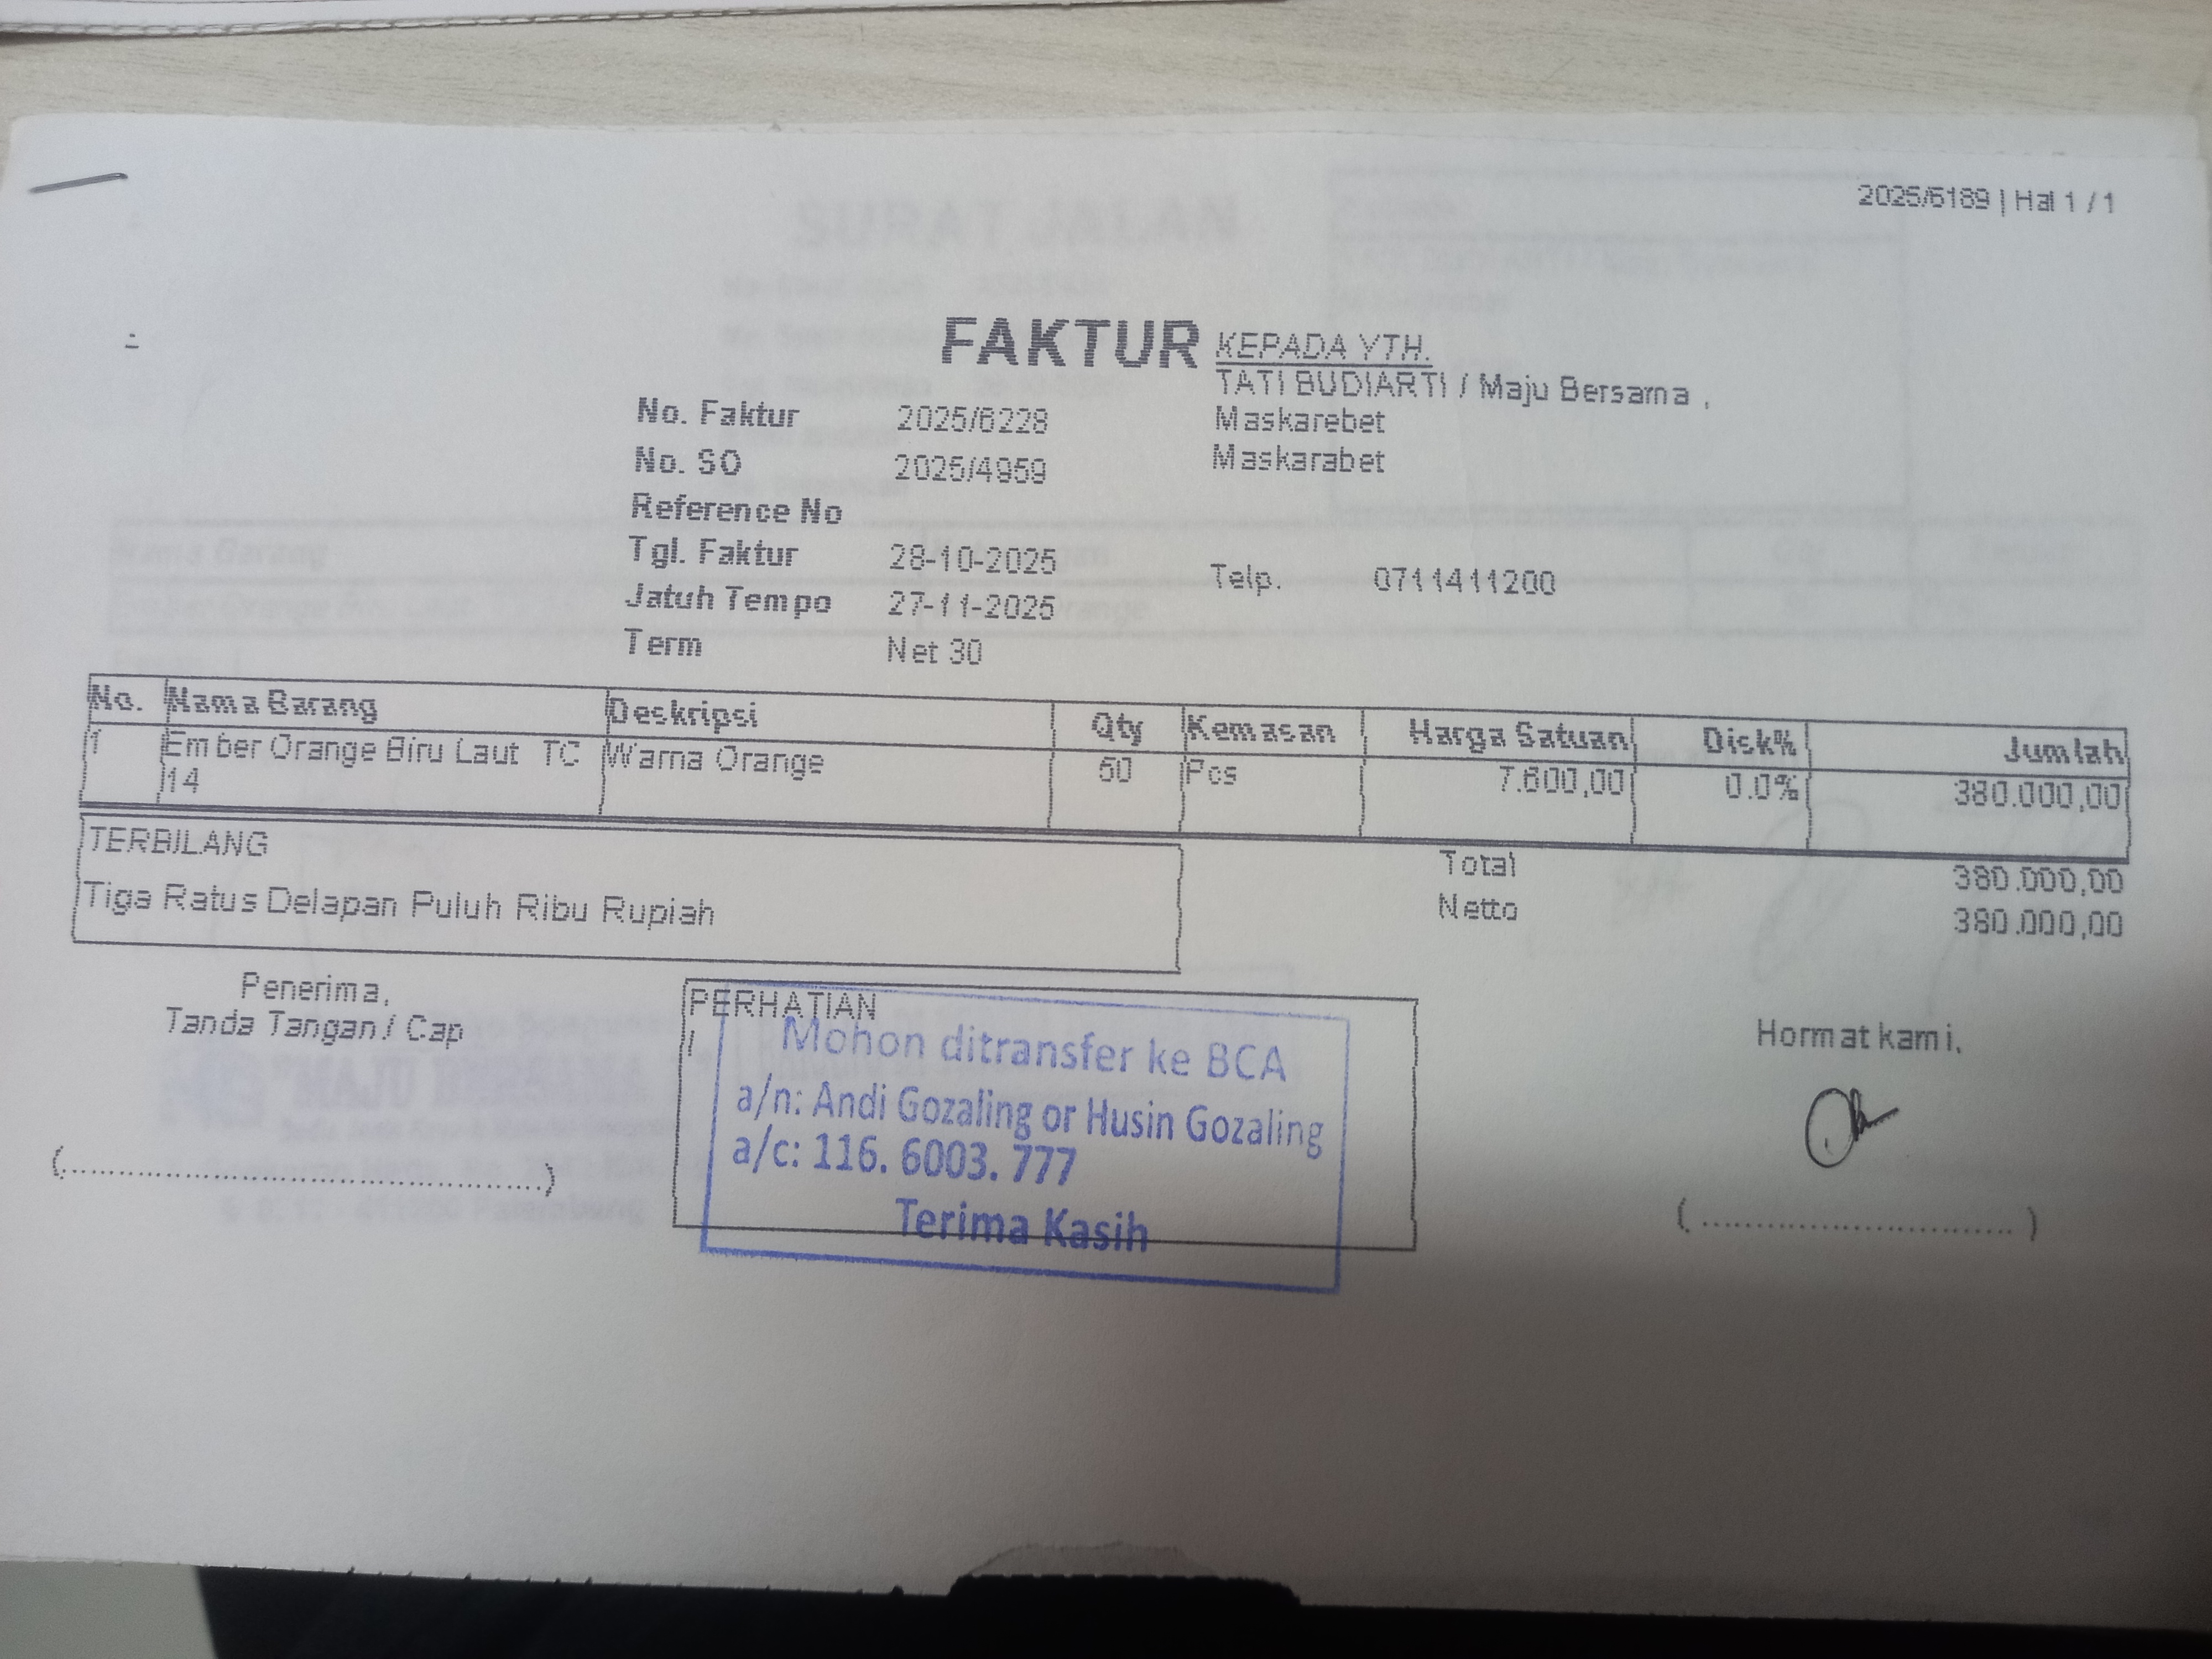 2025/6189 | Hal 1 / 1
FAKTUR
KEPADA YTH.
TATI BUDIARTI / Maju Bersama ,
Maskarebet
Maskarabet
Telp. 0711411200
No. Faktur 2025/6228
No. SO 2025/4959
Reference No
Tgl. Faktur 28-10-2025
Jatuh Tempo 27-11-2025
Term Net 30
No. Nama Barang Deskripsi Qty Kemasan Harga Satuan Disk% Jumlah
1 Ember Orange Biru Laut TC Warna Orange 50 Pcs 7.600,00 0.0% 380.000,00
14
TERBILANG
Tiga Ratus Delapan Puluh Ribu Rupiah
Total 380.000,00
Netto 380.000,00
Penerima,
Tanda Tangan / Cap
PERHATIAN
Mohon ditransfer ke BCA
a/n: Andi Gozaling or Husin Gozaling
a/c: 116. 6003. 777
Terima Kasih
Hormat kami,
SURAT JALAN
Nama Barang